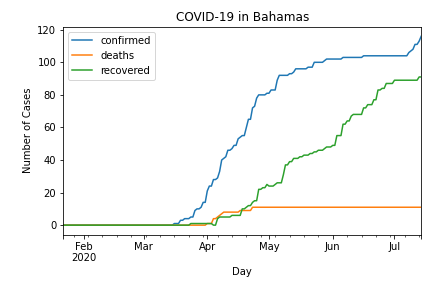 COVID-19 in Bahamas
120
100
80
60
40
20
0
Number of Cases
confirmed
deaths
recovered
Feb
2020
Mar
Apr
May
Jun
Jul
Day